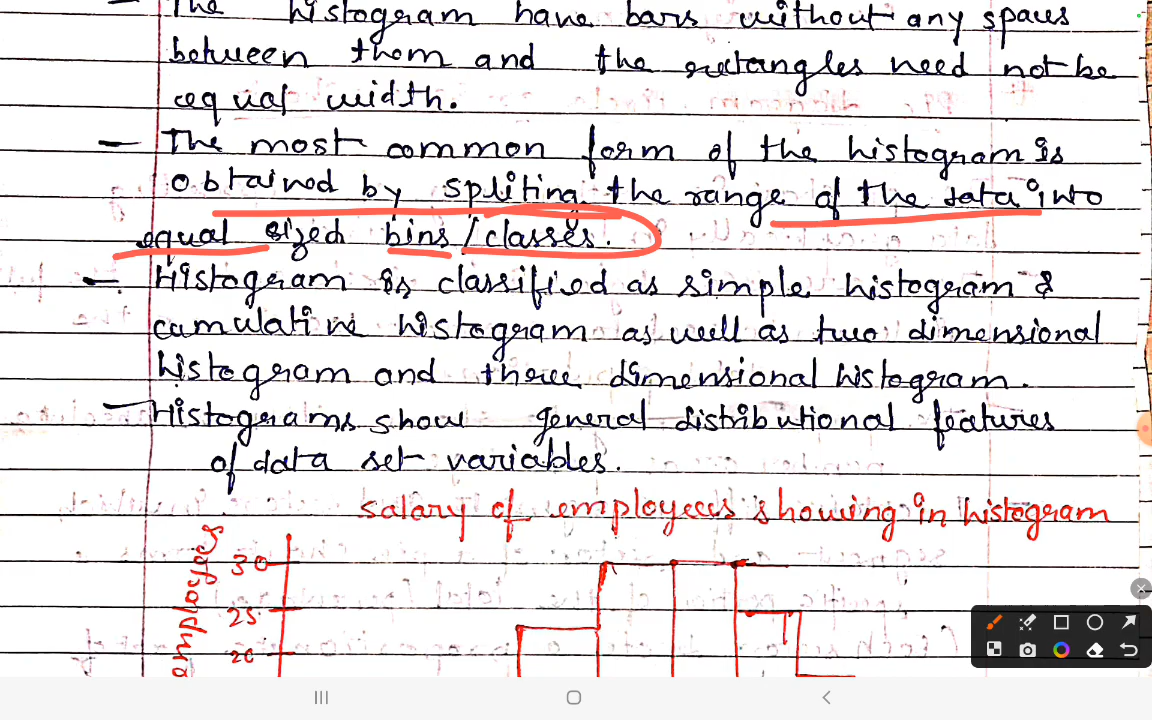 - The histogram have bars without any spaces
between them and the rectangles need not be
equal width.
- The most common form of the histogram is
obtained by spliting the range of the data into
equal sized bins/classes.
- Histogram is classified as simple histogram &
cumulative histogram as well as two dimensional
histogram and three dimensional histogram.
- Histograms show general distributional features
of data set variables.
salary of employees showing in histogram
employees
30
25
20